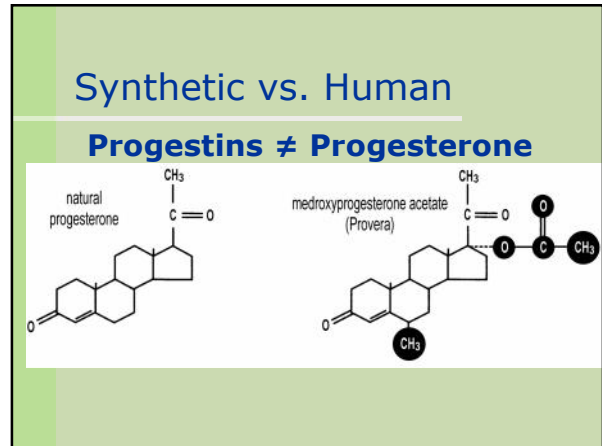 Synthetic vs. Human
Progestins ≠ Progesterone
natural
progesterone
CH₃
C
O
O
medroxyprogesterone acetate
(Provera)
CH₃
C
O
O
C
O
CH₃
O
CH₃